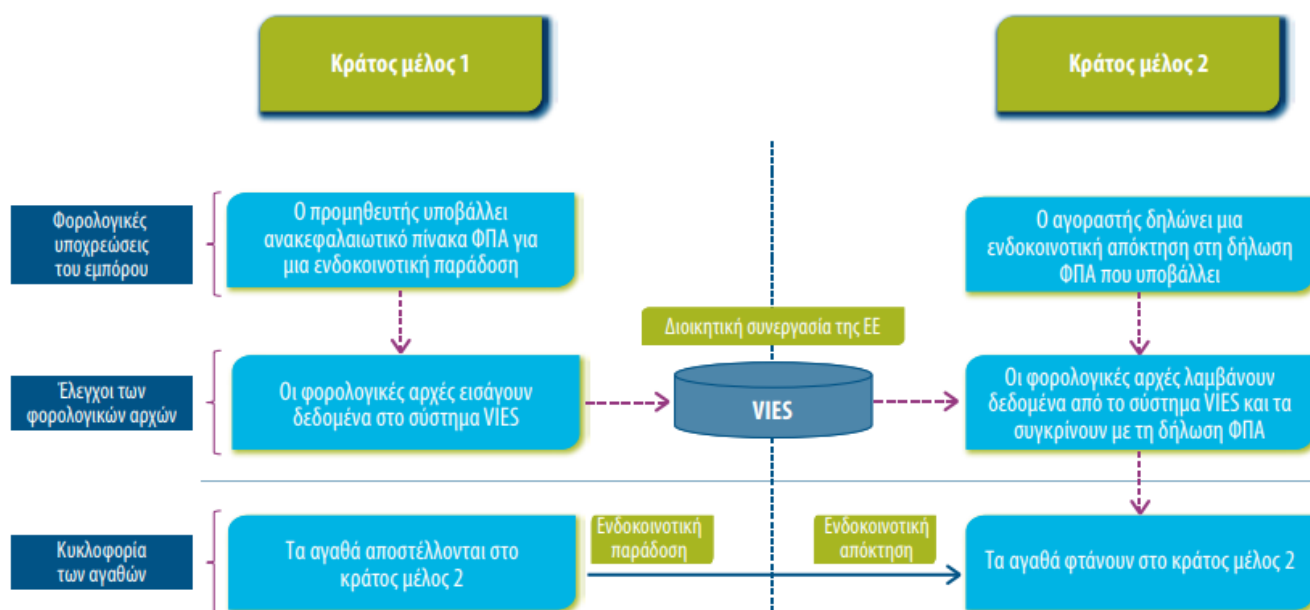 Κράτος μέλος 1
Κράτος μέλος 2
Φορολογικές
υποχρεώσεις
του εμπόρου
Ο προμηθευτής υποβάλλει
ανακεφαλαιωτικό πίνακα ΦΠΑ για
μια ενδοκοινοτική παράδοση
Ο αγοραστής δηλώνει μια
ενδοκοινοτική απόκτηση στη δήλωση
ΦΠΑ που υποβάλλει
Διοικητική συνεργασία της ΕΕ
Έλεγχοι των
φορολογικών αρχών
Οι φορολογικές αρχές εισάγουν
δεδομένα στο σύστημα VIES
VIES
Οι φορολογικές αρχές λαμβάνουν
δεδομένα από το σύστημα VIES και τα
συγκρίνουν με τη δήλωση ΦΠΑ
Κυκλοφορία
των αγαθών
Τα αγαθά αποστέλλονται στο
κράτος μέλος 2
Ενδοκοινοτική
παράδοση
Ενδοκοινοτική
απόκτηση
Τα αγαθά φτάνουν στο κράτος μέλος 2